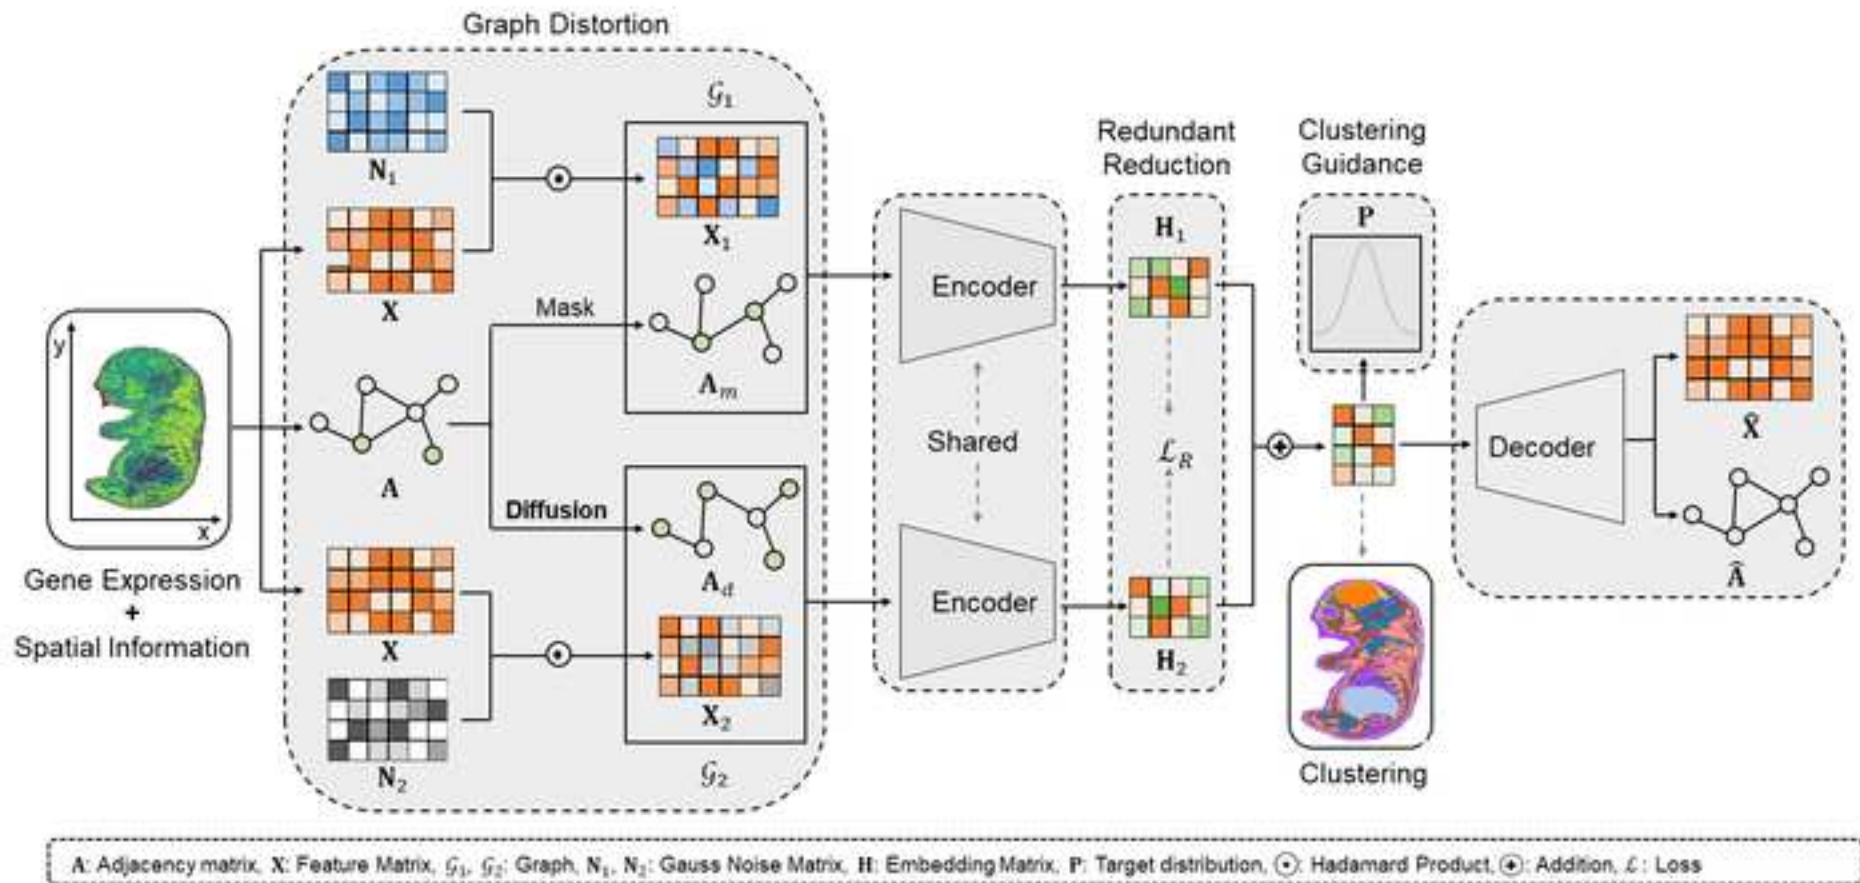 Graph Distortion
N₁
X
A
X
N₂
Mask
Diffusion
𝒢₁
X₁
Aₘ
A_d
X₂
𝒢₂
y
x
Gene Expression
+
Spatial Information
Encoder
Shared
Encoder
Redundant
Reduction
H₁
ℒ_R
H₂
Clustering
Guidance
P
Clustering
Decoder
X̂
Â
A: Adjacency matrix, X: Feature Matrix, 𝒢₁, 𝒢₂: Graph, N₁, N₂: Gauss Noise Matrix, H: Embedding Matrix, P: Target distribution, ⊙: Hadamard Product, ⊕: Addition, ℒ: Loss